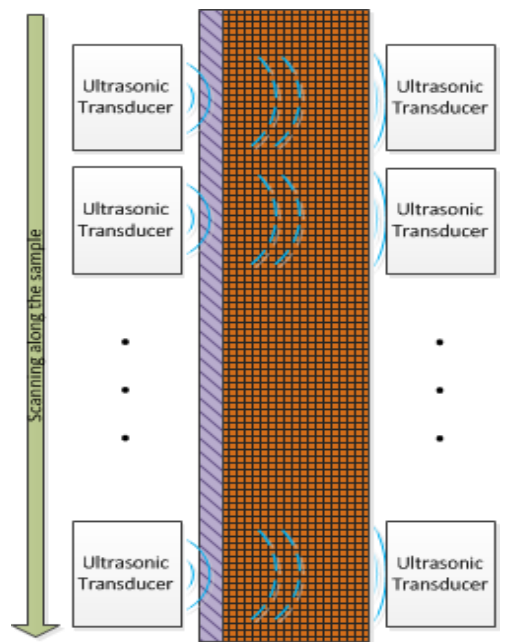 Ultrasonic
Transducer
Ultrasonic
Transducer
Ultrasonic
Transducer
Ultrasonic
Transducer
Scanning along the sample
Ultrasonic
Transducer
Ultrasonic
Transducer